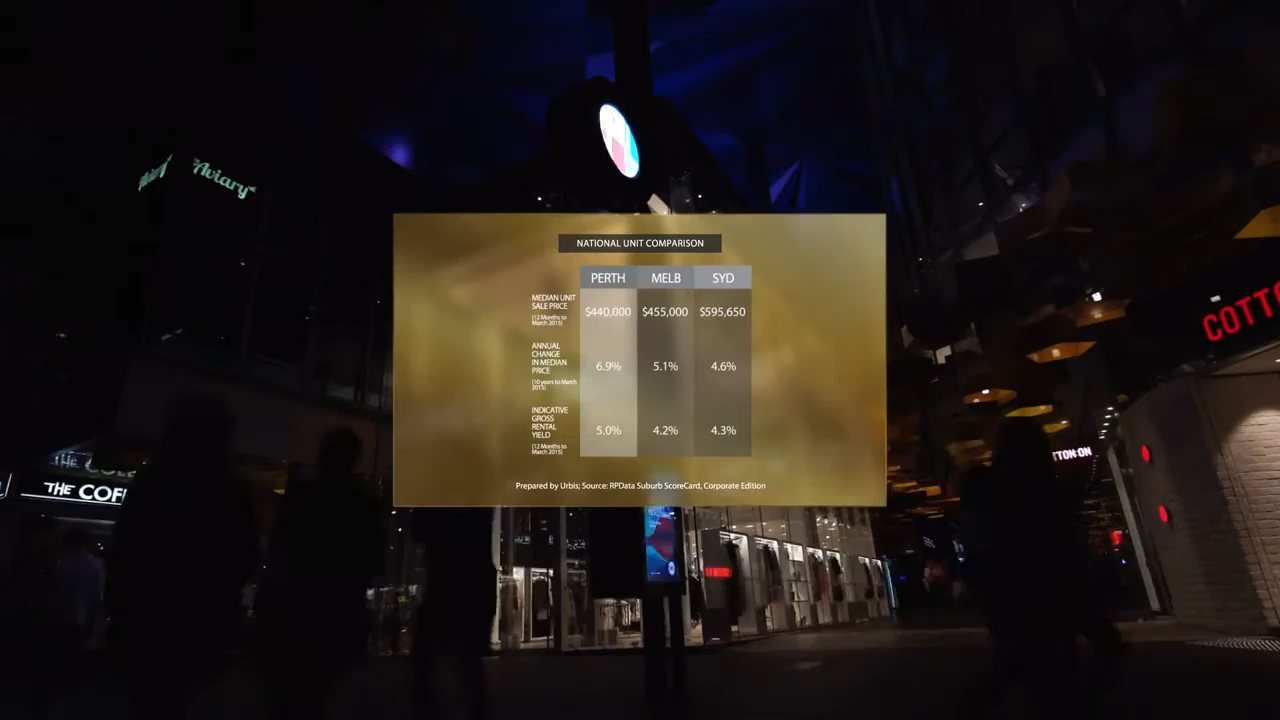 The Aviary
NATIONAL UNIT COMPARISON
PERTH MELB SYD
MEDIAN UNIT
SALE PRICE
(12 Months to
March 2015)
$440,000 $455,000 $595,650
ANNUAL
CHANGE
IN MEDIAN
PRICE
(10 years to March
2015)
6.9% 5.1% 4.6%
INDICATIVE
GROSS
RENTAL
YIELD
(12 Months to
March 2015)
5.0% 4.2% 4.3%
Prepared by Urbis; Source: RPData Suburb ScoreCard, Corporate Edition
COTTO
TTON:ON
THE
THE COF